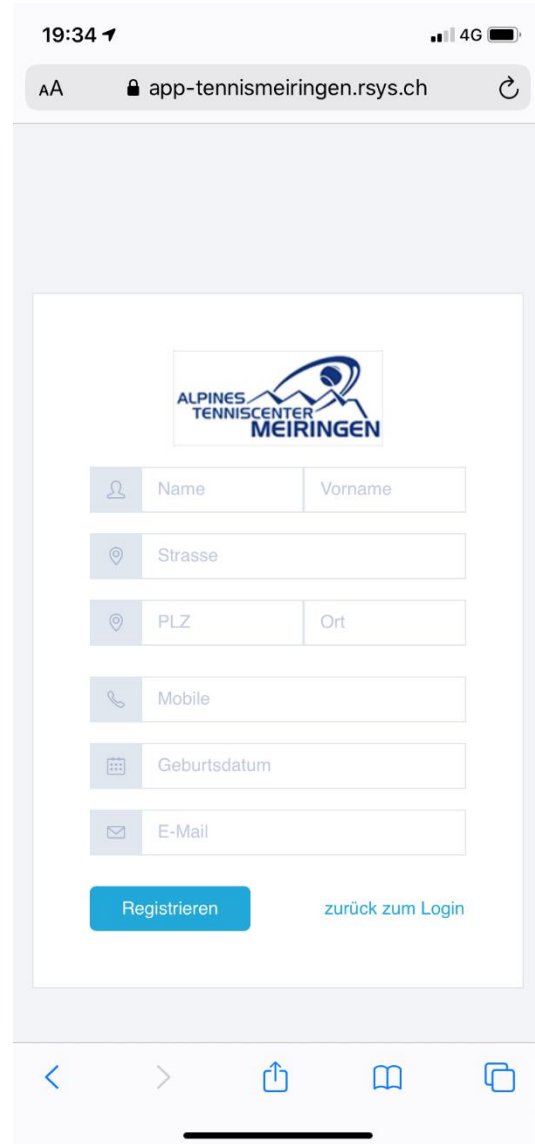 19:34 4G
AA app-tennismeiringen.rsys.ch
ALPINES
TENNISCENTER
MEIRINGEN
Name Vorname
Strasse
PLZ Ort
Mobile
Geburtsdatum
E-Mail
Registrieren zurück zum Login